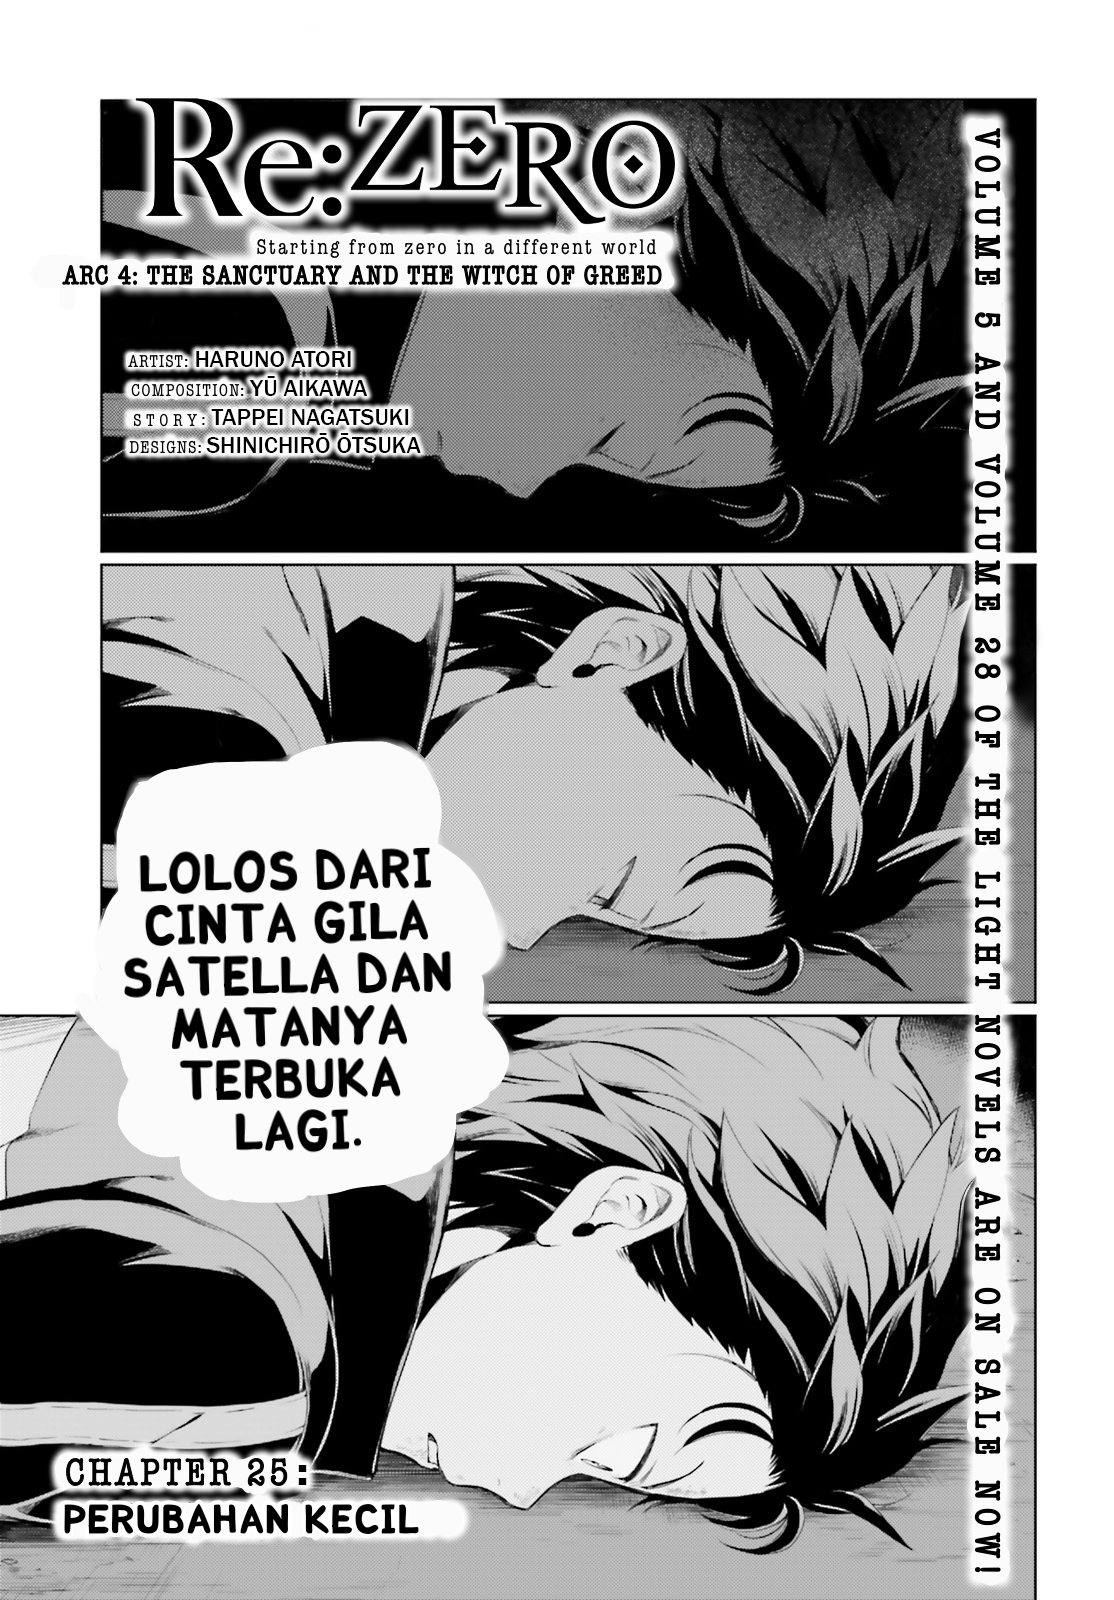 Re:ZERO
Starting from zero in a different world
ARC 4: THE SANCTUARY AND THE WITCH OF GREED
ARTIST: HARUNO ATORI
COMPOSITION: YŪ AIKAWA
STORY: TAPPEI NAGATSUKI
DESIGNS: SHINICHIRŌ ŌTSUKA
VOLUME 5 AND VOLUME 28 OF THE LIGHT NOVELS ARE ON SALE NOW!
LOLOS DARI
CINTA GILA
SATELLA DAN
MATANYA
TERBUKA
LAGI.
CHAPTER 25:
PERUBAHAN KECIL